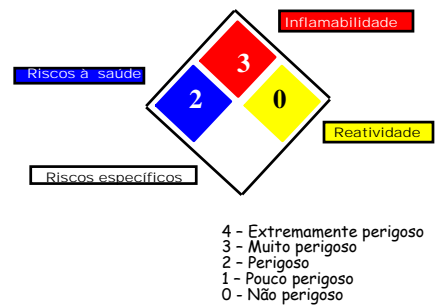 Inflamabilidade
3
Riscos à saúde
2
0
Reatividade
Riscos específicos
4 – Extremamente perigoso
3 – Muito perigoso
2 – Perigoso
1 – Pouco perigoso
0 - Não perigoso